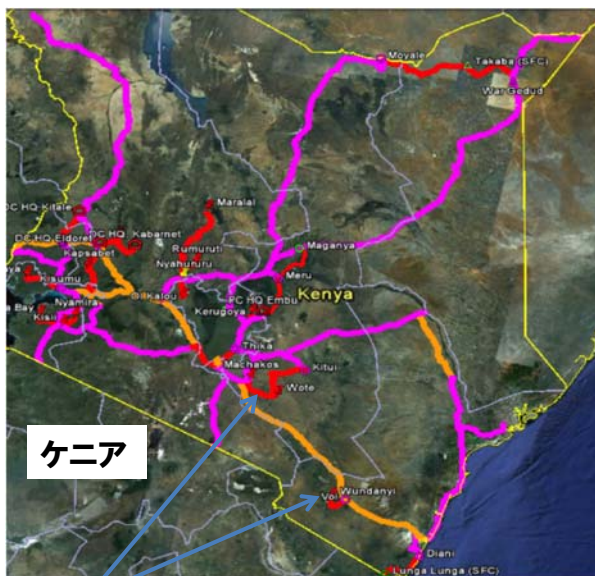 Moyale
Takaba (SFC)
War Gedud
DC HQ Kitale
Maralal
DC HQ Eldoret
DC HQ Kabarnet
Kapsabet
Rumuruti
Maganya
Nyahururu
Kisumu
Meru
Nyamira
Ol Kalou
PC HQ Embu
Kenya
Kisii
Kerugoya
Thika
Machakos
Kitui
Wote
ケニア
Wundanyi
Voi
Diani
Lunga Lunga (SFC)